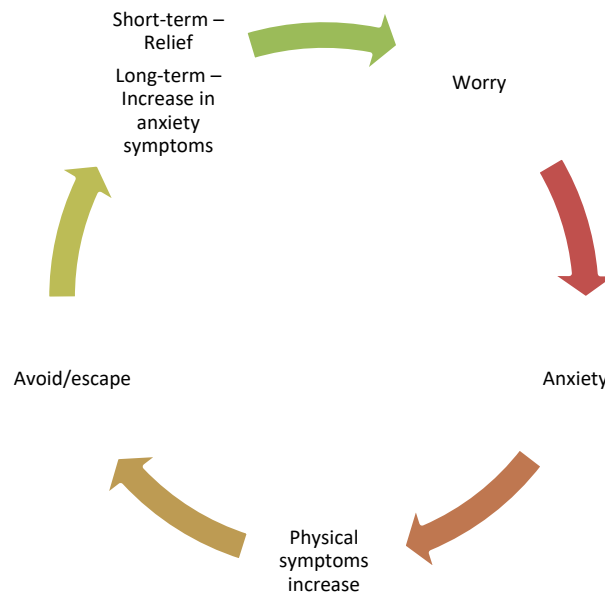 Short-term –
Relief
Long-term –
Increase in
anxiety
symptoms
Worry
Anxiety
Physical
symptoms
increase
Avoid/escape